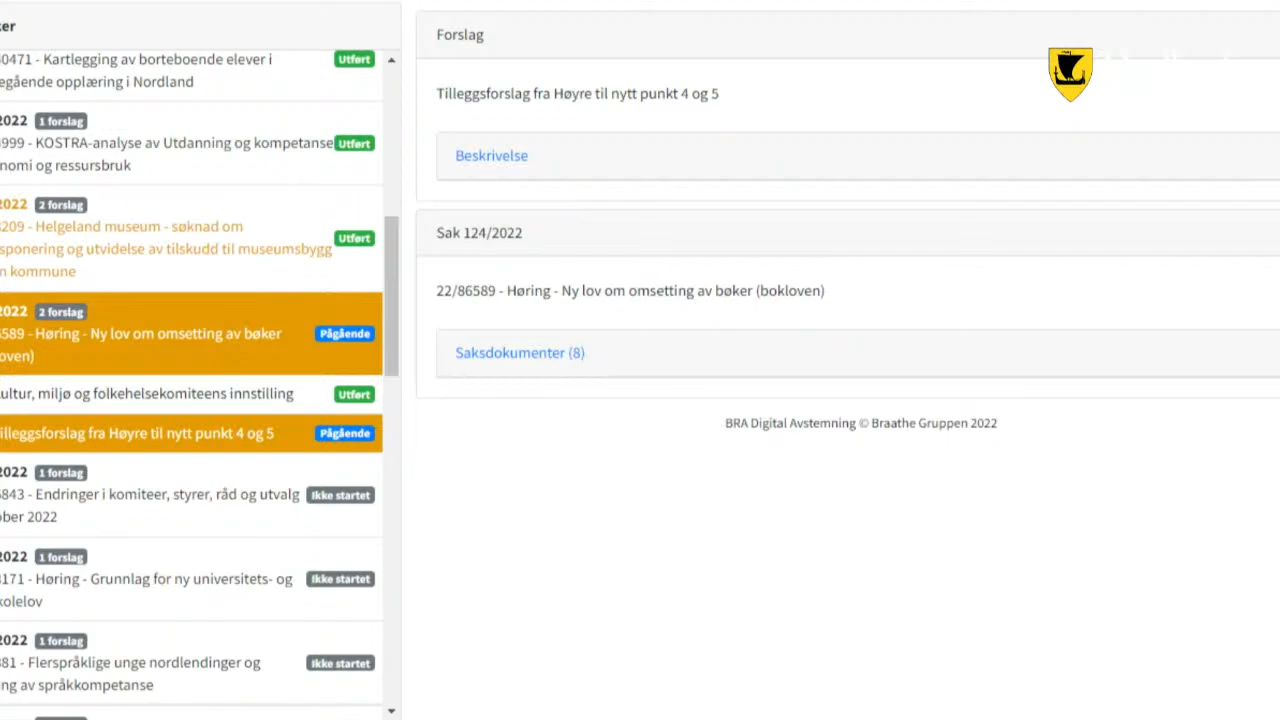 ker
0471 - Kartlegging av borteboende elever i
Utført
egående opplæring i Nordland
2022 1 forslag
999 - KOSTRA-analyse av Utdanning og kompetanse
Utført
nomi og ressursbruk
2022 2 forslag
209 - Helgeland museum - søknad om
sponering og utvidelse av tilskudd til museumsbygg
Utført
n kommune
2022 2 forslag
589 - Høring - Ny lov om omsetting av bøker
Pågående
oven)
ultur, miljø og folkehelsekomiteens innstilling
Utført
illeggsforslag fra Høyre til nytt punkt 4 og 5
Pågående
2022 1 forslag
843 - Endringer i komiteer, styrer, råd og utvalg
Ikke startet
ober 2022
2022 1 forslag
171 - Høring - Grunnlag for ny universitets- og
Ikke startet
kolelov
2022 1 forslag
381 - Flerspråklige unge nordlendinger og
Ikke startet
ng av språkkompetanse
Forslag
Tilleggsforslag fra Høyre til nytt punkt 4 og 5
Beskrivelse
Sak 124/2022
22/86589 - Høring - Ny lov om omsetting av bøker (bokloven)
Saksdokumenter (8)
BRA Digital Avstemning © Braathe Gruppen 2022